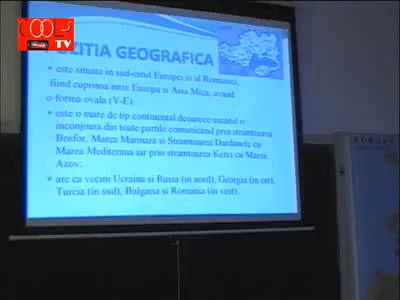 TV
OZITIA GEOGRAFICA
• este situata in sud-estul Europei si al Romaniei,
fiind cuprinsa intre Europa si Asia Mica, avand
o forma ovala (V-E).
• este o mare de tip continental deoarece uscatul o
inconjoara din toate partile comunicand prin stramtoarea
Bosfor, Marea Marmara si Stramtoarea Dardanele cu
Marea Mediterana iar prin stramtoarea Kerci cu Marea
Azov;
• are ca vecini Ucraina si Rusia (in nord), Georgia (in est),
Turcia (in sud), Bulgaria si Romania (in vest).